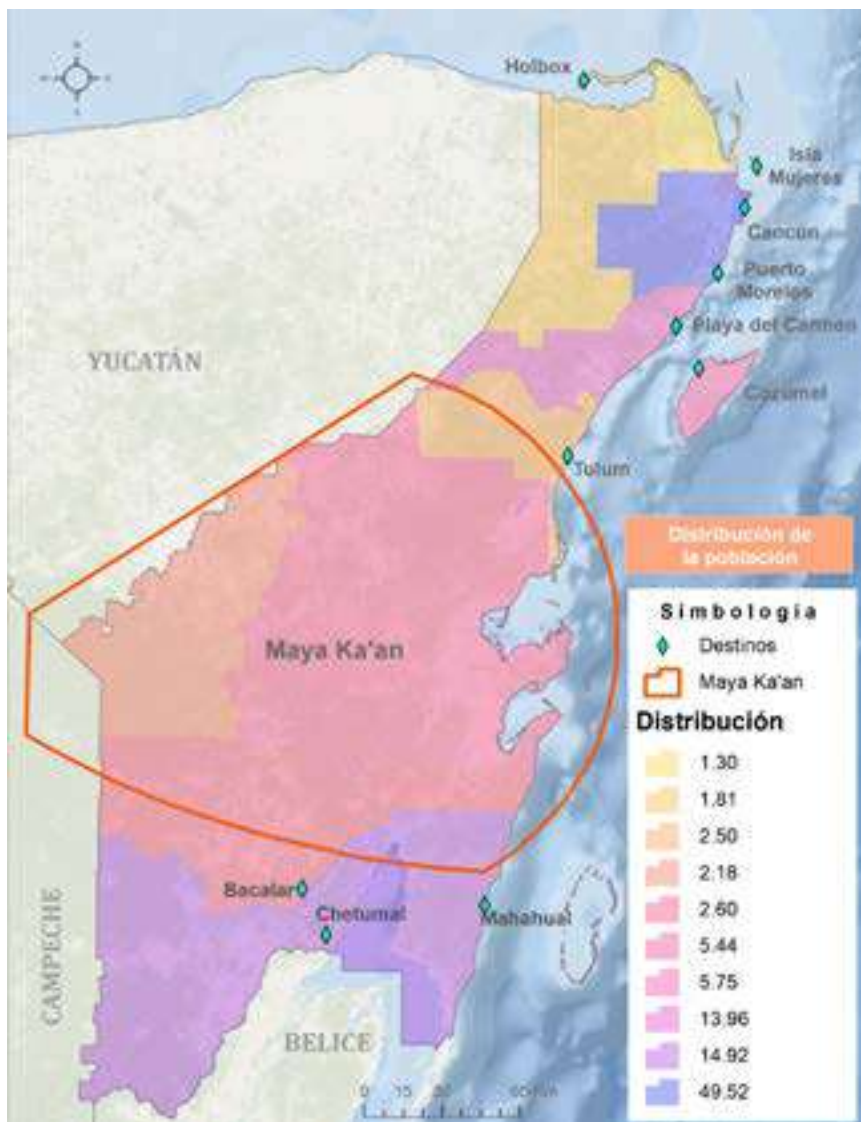 Holbox
Isla
Mujeres
Cancún
Puerto
Morelos
Playa del Carmen
YUCATÁN
Cozumel
Tulum
Distribución de
la población
Simbología
Maya Ka'an
Destinos
Maya Ka'an
Distribución
1.30
1.81
2.50
2.18
2.60
5.44
5.75
13.96
14.92
49.52
Bacalar
Chetumal
Mahahual
CAMPECHE
BELICE
0
15